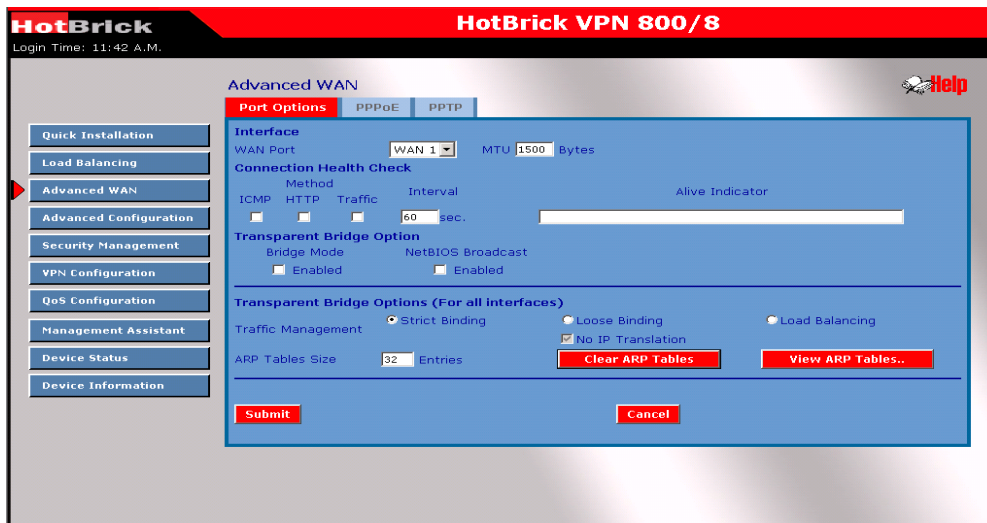 HotBrick
HotBrick VPN 800/8
Login Time: 11:42 A.M.
Advanced WAN
Help
Port Options PPPoE PPTP
Quick Installation
Load Balancing
Advanced WAN
Advanced Configuration
Security Management
VPN Configuration
QoS Configuration
Management Assistant
Device Status
Device Information
Interface
WAN Port WAN 1 MTU 1500 Bytes
Connection Health Check
Method Interval Alive Indicator
ICMP HTTP Traffic
60 sec.
Transparent Bridge Option
Bridge Mode NetBIOS Broadcast
Enabled Enabled
Transparent Bridge Options (For all interfaces)
Traffic Management Strict Binding Loose Binding Load Balancing
No IP Translation
ARP Tables Size 32 Entries Clear ARP Tables View ARP Tables..
Submit Cancel